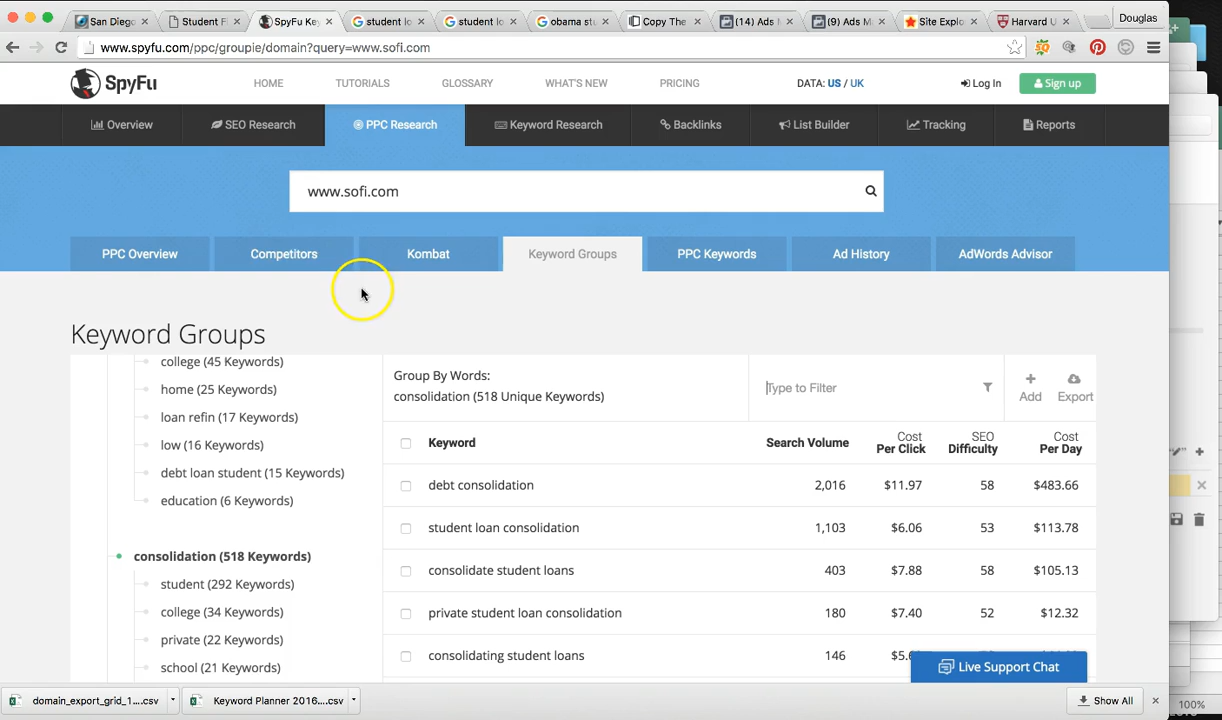 San Diego
Student F
SpyFu Key
student lo
student lo
obama stu
Copy The
(14) Ads M
(9) Ads M
Site Explo
Harvard U
Douglas
www.spyfu.com/ppc/groupie/domain?query=www.sofi.com
SpyFu
HOME
TUTORIALS
GLOSSARY
WHAT'S NEW
PRICING
DATA: US / UK
Log In
Sign up
Overview
SEO Research
PPC Research
Keyword Research
Backlinks
List Builder
Tracking
Reports
www.sofi.com
PPC Overview
Competitors
Kombat
Keyword Groups
PPC Keywords
Ad History
AdWords Advisor
Keyword Groups
college (45 Keywords)
home (25 Keywords)
loan refin (17 Keywords)
low (16 Keywords)
debt loan student (15 Keywords)
education (6 Keywords)
consolidation (518 Keywords)
student (292 Keywords)
college (34 Keywords)
private (22 Keywords)
school (21 Keywords)
Group By Words:
consolidation (518 Unique Keywords)
Type to Filter
Add
Export
Keyword Search Volume Cost Per Click SEO Difficulty Cost Per Day
debt consolidation 2,016 $11.97 58 $483.66
student loan consolidation 1,103 $6.06 53 $113.78
consolidate student loans 403 $7.88 58 $105.13
private student loan consolidation 180 $7.40 52 $12.32
consolidating student loans 146
Live Support Chat
domain_export_grid_1....csv
Keyword Planner 2016....csv
Show All
100%